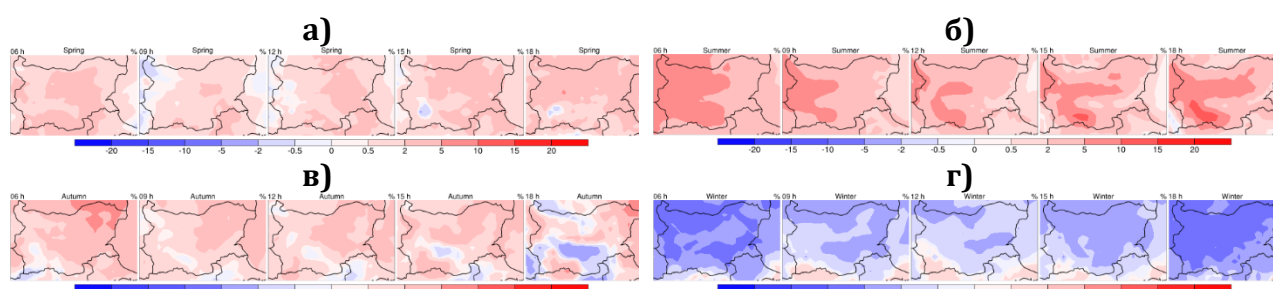 а)
б)
06 h Spring % 09 h Spring % 12 h Spring % 15 h Spring % 18 h Spring
06 h Summer % 09 h Summer % 12 h Summer % 15 h Summer % 18 h Summer
-20 -15 -10 -5 -2 -0.5 0 0.5 2 5 10 15 20
-20 -15 -10 -5 -2 -0.5 0 0.5 2 5 10 15 20
в)
г)
06 h Autumn % 09 h Autumn % 12 h Autumn % 15 h Autumn % 18 h Autumn
06 h Winter % 09 h Winter % 12 h Winter % 15 h Winter % 18 h Winter